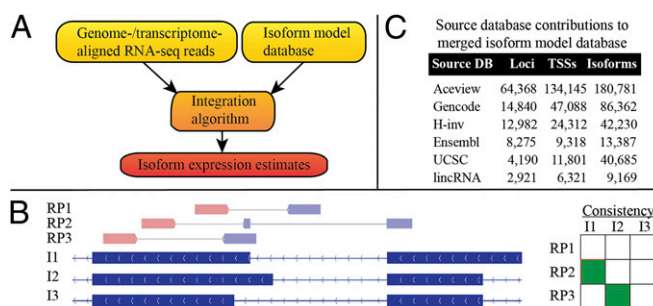 A
Genome-/transcriptome-
aligned RNA-seq reads
Isoform model
database
Integration
algorithm
Isoform expression estimates
C
Source database contributions to
merged isoform model database
Source DB Loci TSSs Isoforms
Aceview 64,368 134,145 180,781
Gencode 14,840 47,088 86,362
H-inv 12,982 24,312 42,230
Ensembl 8,275 9,318 13,387
UCSC 4,190 11,801 40,685
lincRNA 2,921 6,321 9,169
B
RP1
RP2
RP3
I1
I2
I3
Consistency
I1 I2 I3
RP1
RP2
RP3